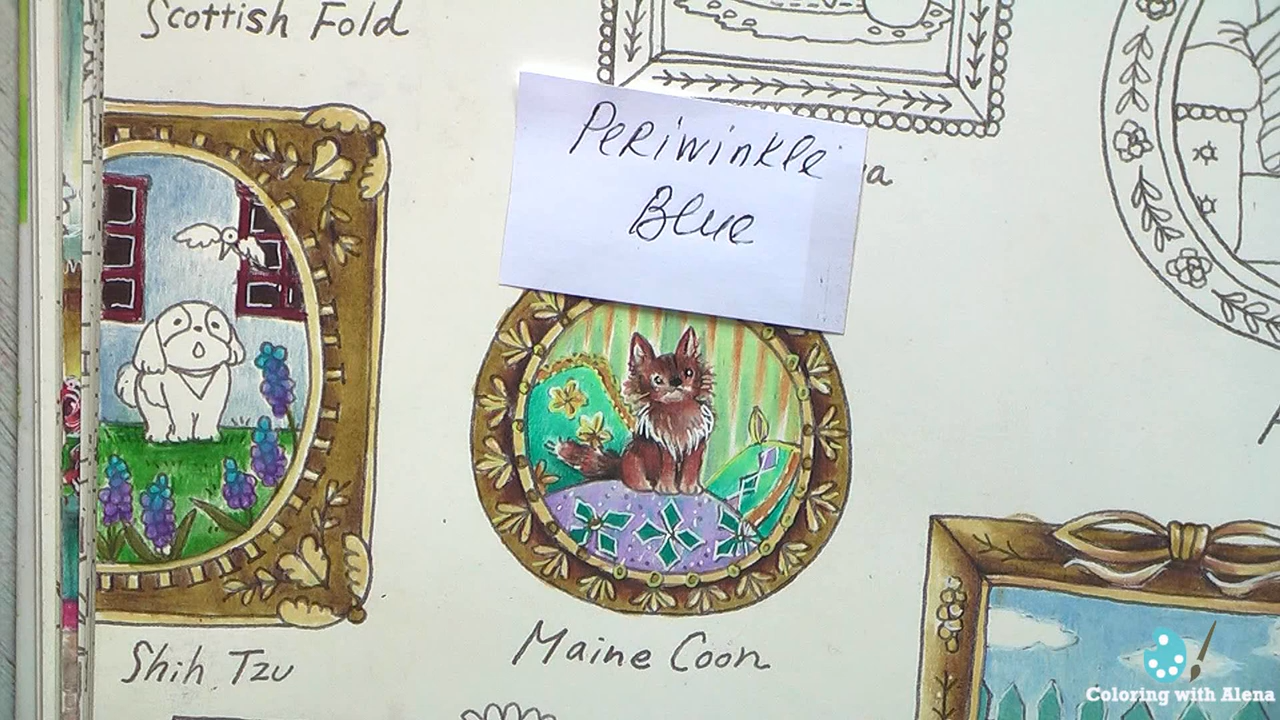 Scottish Fold
Periwinkle
Blue
Shih Tzu
Maine Coon
Coloring with Alena